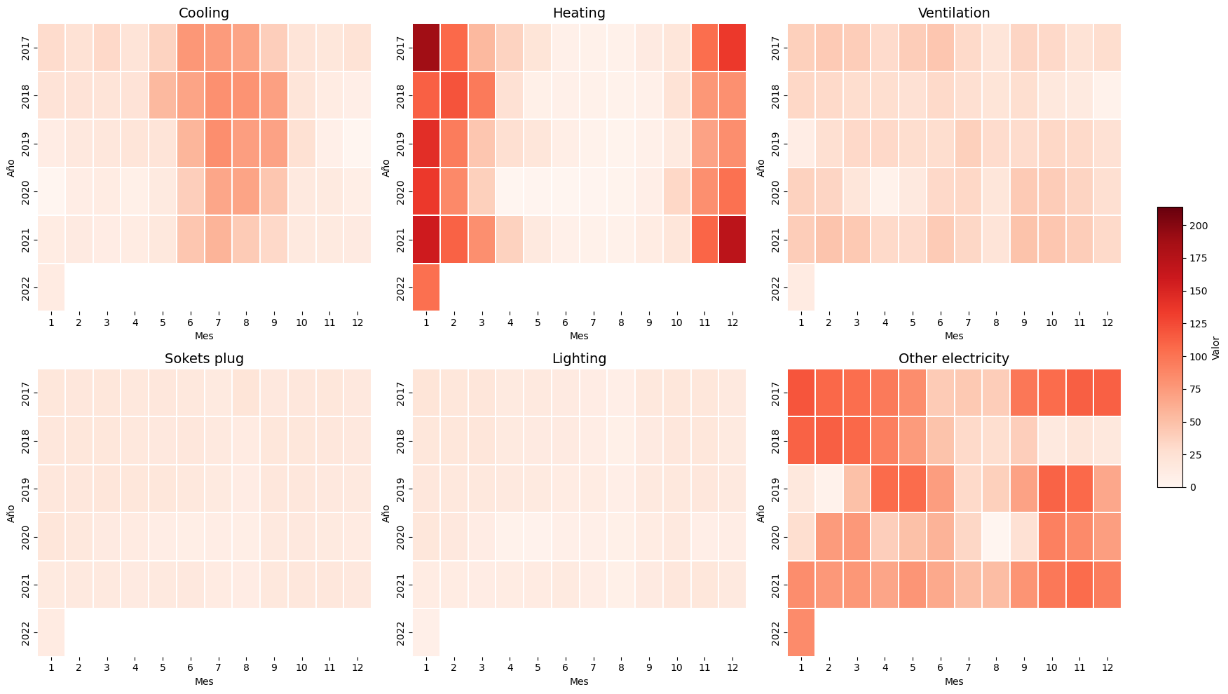 Cooling
Heating
Ventilation
Año
2017
2018
2019
2020
2021
2022
1 2 3 4 5 6 7 8 9 10 11 12
Mes
Año
2017
2018
2019
2020
2021
2022
1 2 3 4 5 6 7 8 9 10 11 12
Mes
Año
2017
2018
2019
2020
2021
2022
1 2 3 4 5 6 7 8 9 10 11 12
Mes
Sokets plug
Lighting
Other electricity
Año
2017
2018
2019
2020
2021
2022
1 2 3 4 5 6 7 8 9 10 11 12
Mes
Año
2017
2018
2019
2020
2021
2022
1 2 3 4 5 6 7 8 9 10 11 12
Mes
Año
2017
2018
2019
2020
2021
2022
1 2 3 4 5 6 7 8 9 10 11 12
Mes
200
175
150
125
100
75
50
25
0
Valor